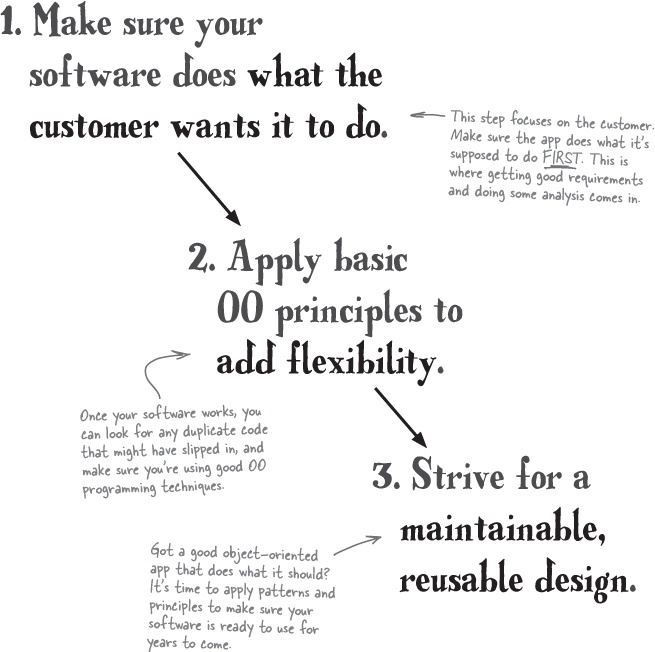 1. Make sure your
software does what the
customer wants it to do.
This step focuses on the customer.
Make sure the app does what it's
supposed to do FIRST. This is
where getting good requirements
and doing some analysis comes in.
2. Apply basic
OO principles to
add flexibility.
Once your software works, you
can look for any duplicate code
that might have slipped in, and
make sure you're using good OO
programming techniques.
3. Strive for a
maintainable,
reusable design.
Got a good object-oriented
app that does what it should?
It's time to apply patterns and
principles to make sure your
software is ready to use for
years to come.